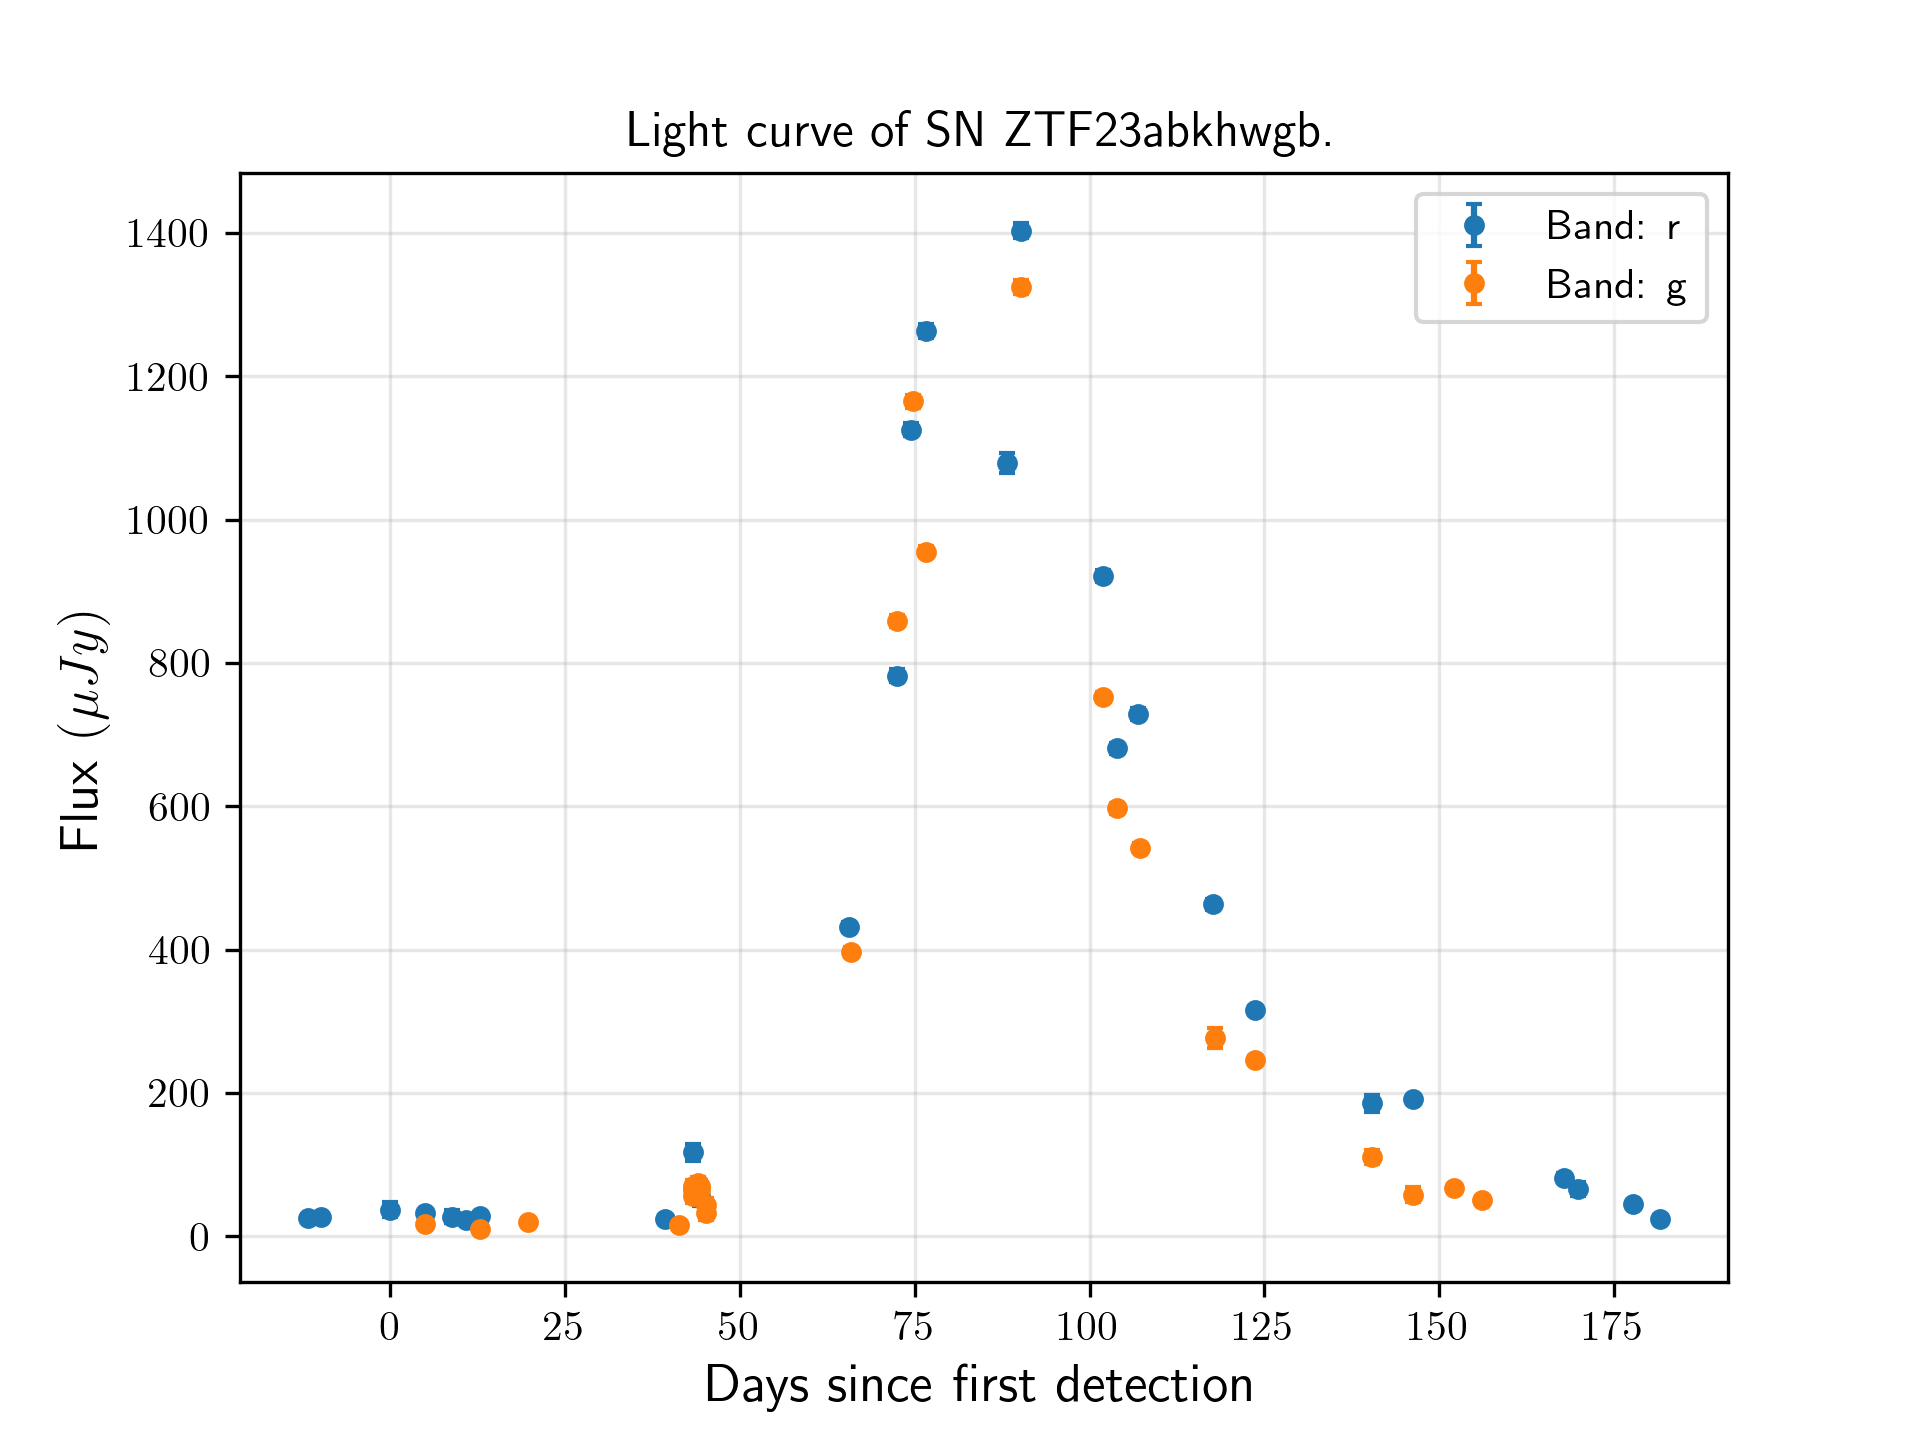 Light curve of SN ZTF23abkhwgb.
Band: r
Band: g
1400
1200
1000
800
600
400
200
0
Flux (μJy)
0 25 50 75 100 125 150 175
Days since first detection